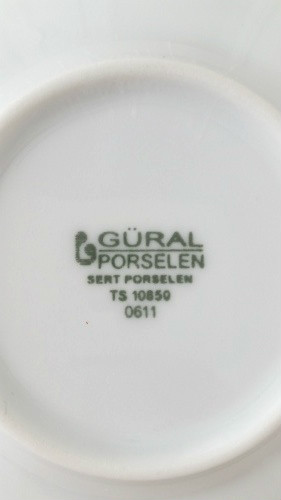 GÜRAL
PORSELEN
SERT PORSELEN
TS 10850
0611